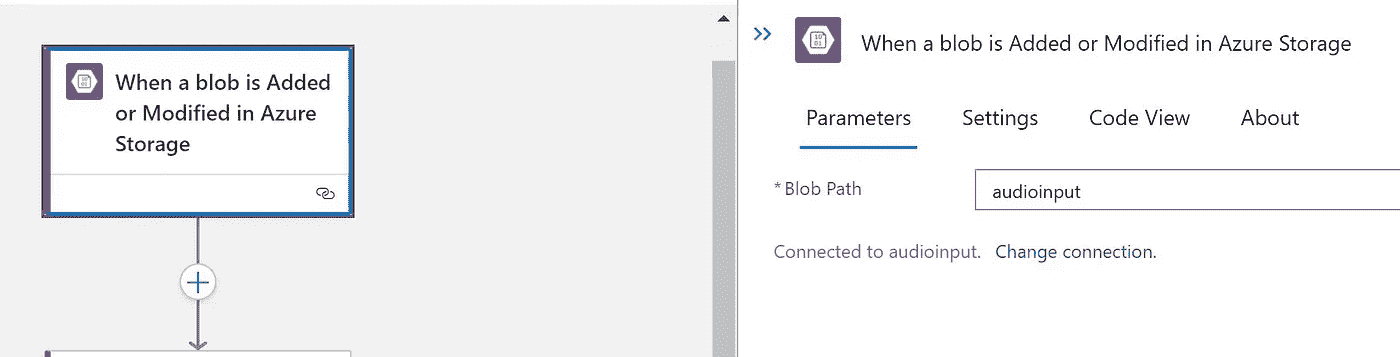 When a blob is Added
or Modified in Azure
Storage
When a blob is Added or Modified in Azure Storage
Parameters Settings Code View About
* Blob Path audioinput
Connected to audioinput. Change connection.